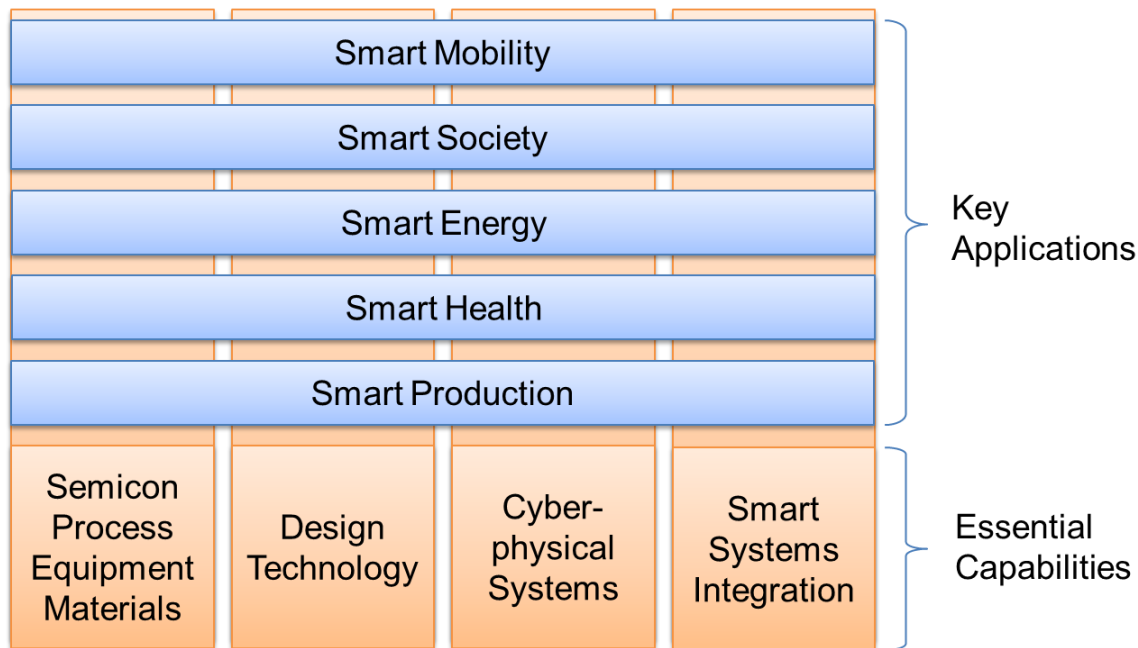 Smart Mobility
Smart Society
Smart Energy
Smart Health
Smart Production
Key
Applications
Semicon
Process
Equipment
Materials
Design
Technology
Cyber-
physical
Systems
Smart
Systems
Integration
Essential
Capabilities